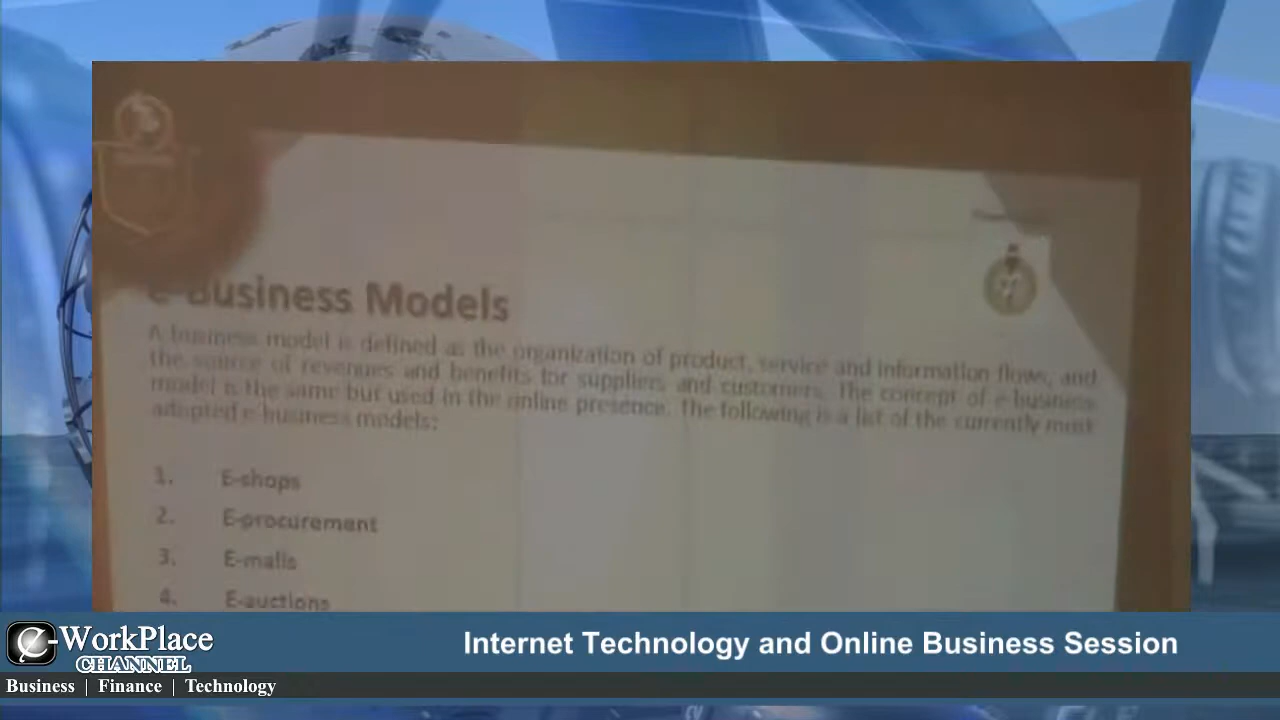 e-Business Models
A business model is defined as the organization of product, service and information flows, and
the source of revenues and benefits for suppliers and customers. The concept of e-business
model is the same but used in the online presence. The following is a list of the currently most
adopted e-business models:
1. E-shops
2. E-procurement
3. E-malls
4. E-auctions
e-WorkPlace
CHANNEL
Business | Finance | Technology
Internet Technology and Online Business Session